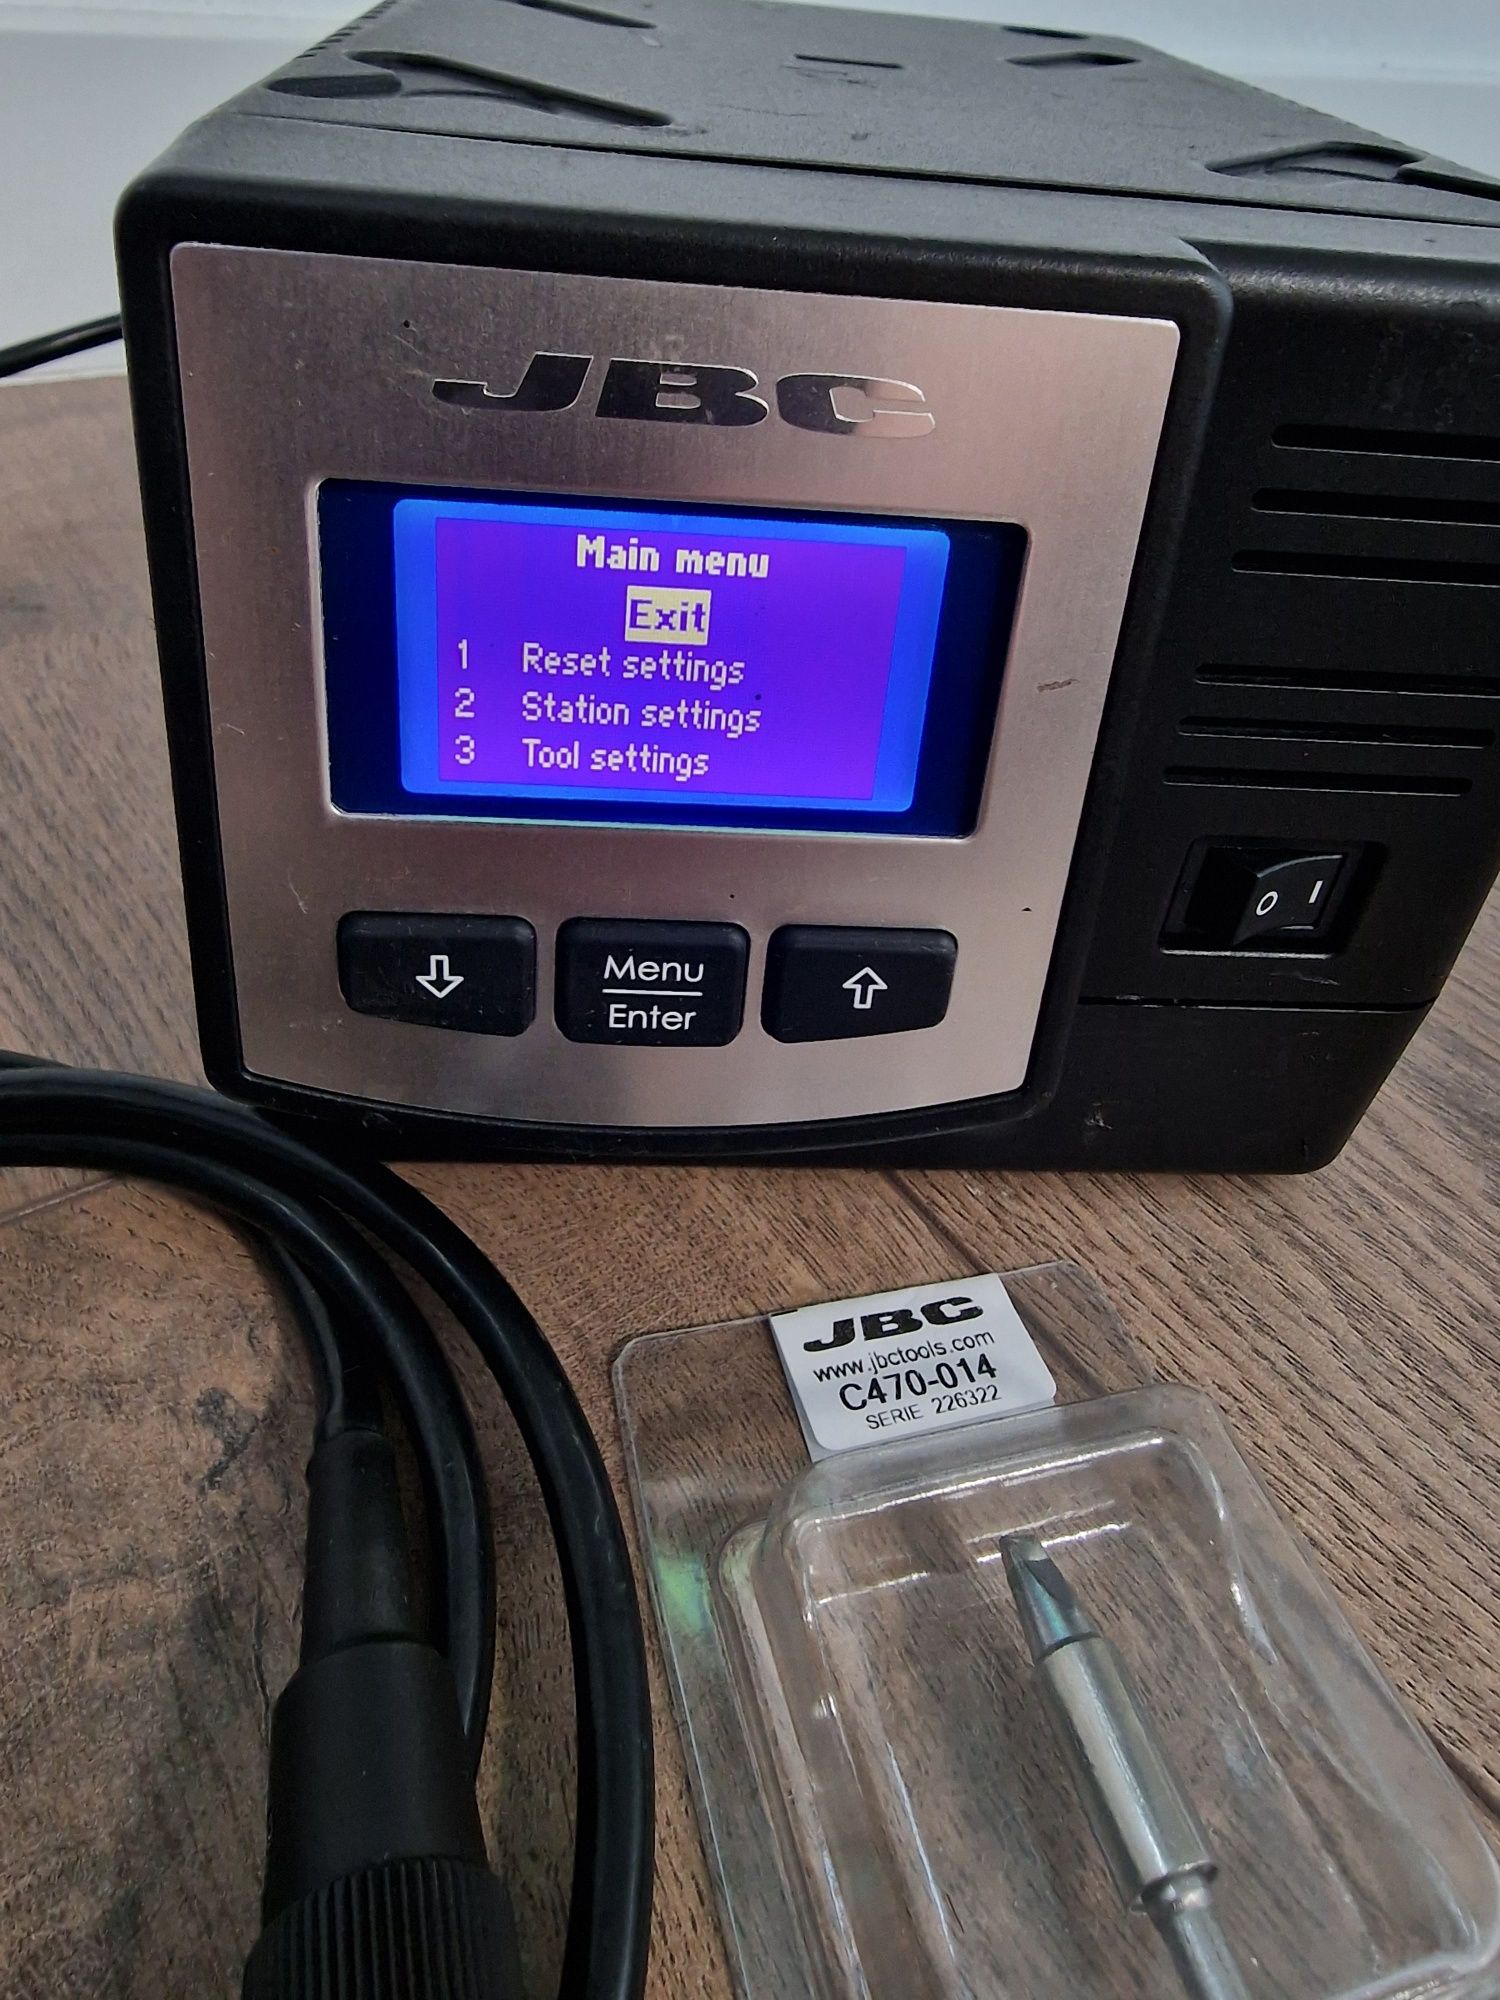 JBC
Main menu
Exit
1 Reset settings
2 Station settings
3 Tool settings
Menu
Enter
O I
JBC
www.jbctools.com
C470-014
SERIE 226322